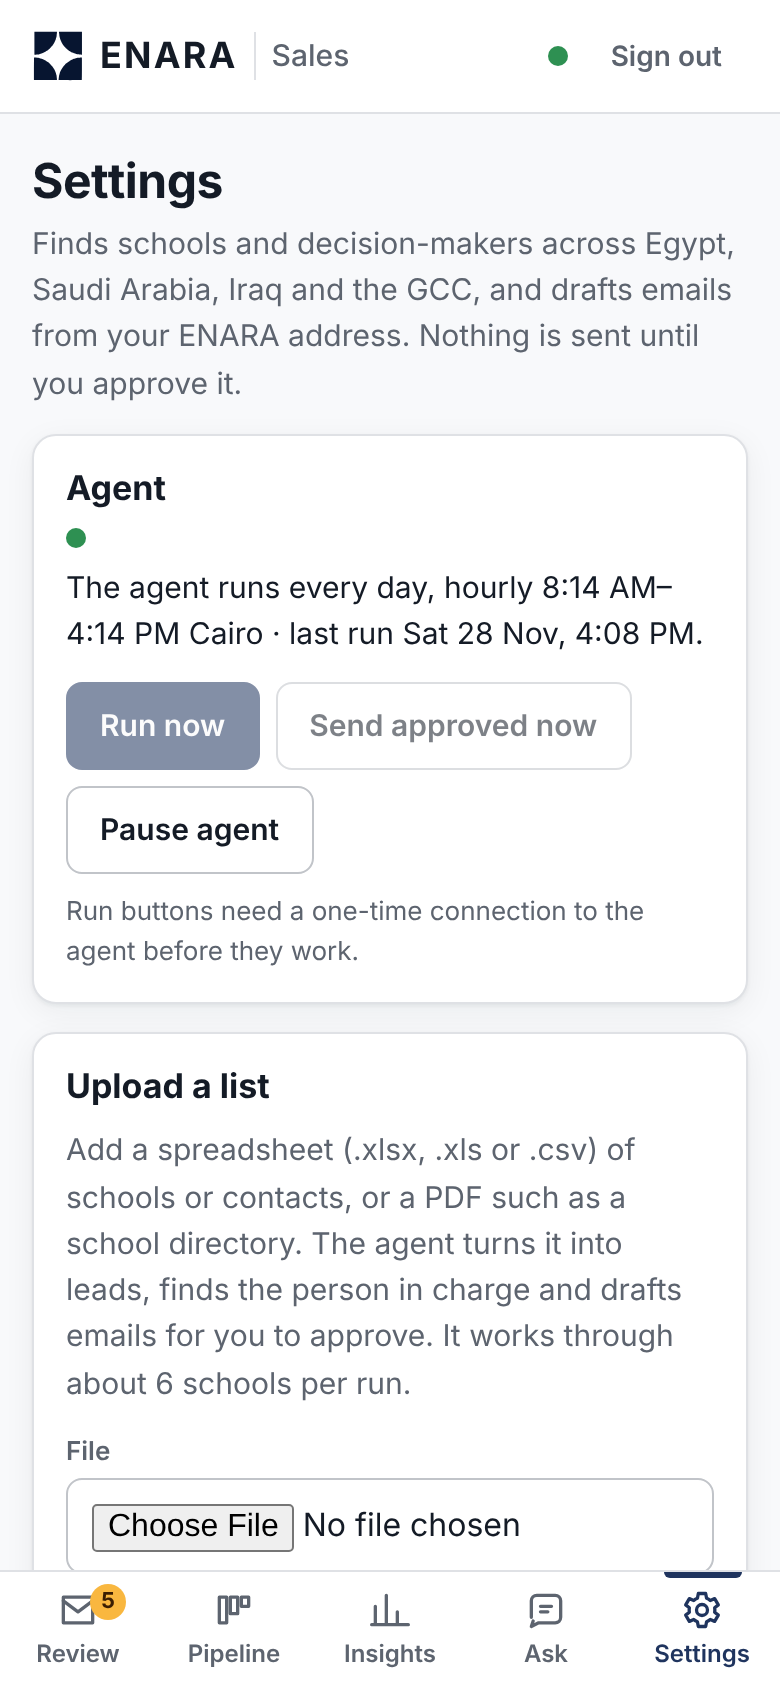 ENARA
Sales
Sign out
Settings
Finds schools and decision-makers across Egypt,
Saudi Arabia, Iraq and the GCC, and drafts emails
from your ENARA address. Nothing is sent until
you approve it.
Agent
The agent runs every day, hourly 8:14 AM–
4:14 PM Cairo · last run Sat 28 Nov, 4:08 PM.
Run now
Send approved now
Pause agent
Run buttons need a one-time connection to the
agent before they work.
Upload a list
Add a spreadsheet (.xlsx, .xls or .csv) of
schools or contacts, or a PDF such as a
school directory. The agent turns it into
leads, finds the person in charge and drafts
emails for you to approve. It works through
about 6 schools per run.
File
Choose File No file chosen
5
Review
Pipeline
Insights
Ask
Settings